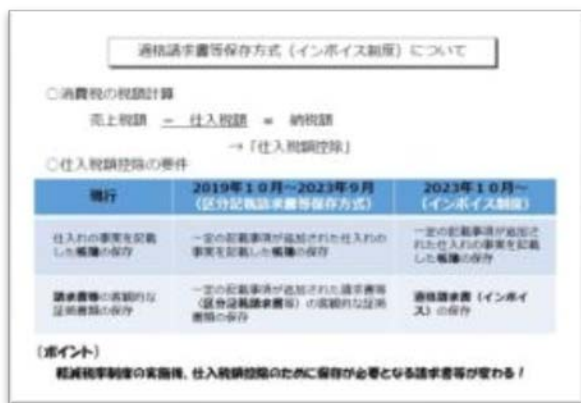 適格請求書等保存方式（インボイス制度）について
○消費税の税額計算
売上税額 － 仕入税額 ＝ 納税額
→「仕入税額控除」
○仕入税額控除の要件
現行
2019年10月～2023年9月
（区分記載請求書等保存方式）
2023年10月～
（インボイス制度）
仕入れの事実を記載
した帳簿の保存
一定の記載事項が追加された仕入れの
事実を記載した帳簿の保存
一定の記載事項が追加さ
れた仕入れの事実を記載
した帳簿の保存
請求書等の客観的な
証拠書類の保存
一定の記載事項が追加された請求書等
（区分記載請求書等）の客観的な証拠
書類の保存
適格請求書（インボイ
ス）の保存
（ポイント）
軽減税率制度の実施後、仕入税額控除のために保存が必要となる請求書等が変わる！